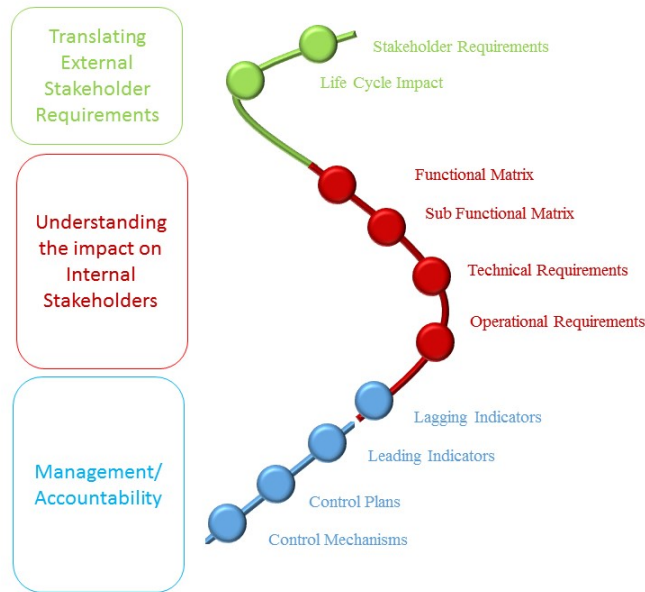 Translating
External
Stakeholder
Requirements
Stakeholder Requirements
Life Cycle Impact
Understanding
the impact on
Internal
Stakeholders
Functional Matrix
Sub Functional Matrix
Technical Requirements
Operational Requirements
Management/
Accountability
Lagging Indicators
Leading Indicators
Control Plans
Control Mechanisms